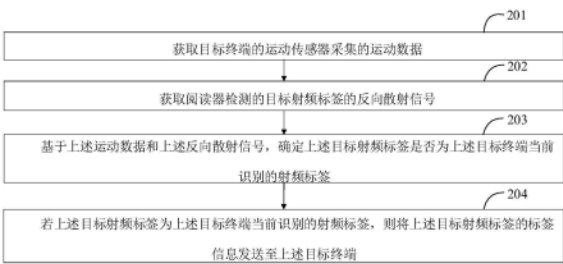 201
获取目标终端的运动传感器采集的运动数据
202
获取阅读器检测的目标射频标签的反向散射信号
203
基于上述运动数据和上述反向散射信号，确定上述目标射频标签是否为上述目标终端当前
识别的射频标签
204
若上述目标射频标签为上述目标终端当前识别的射频标签，则将上述目标射频标签的标签
信息发送至上述目标终端